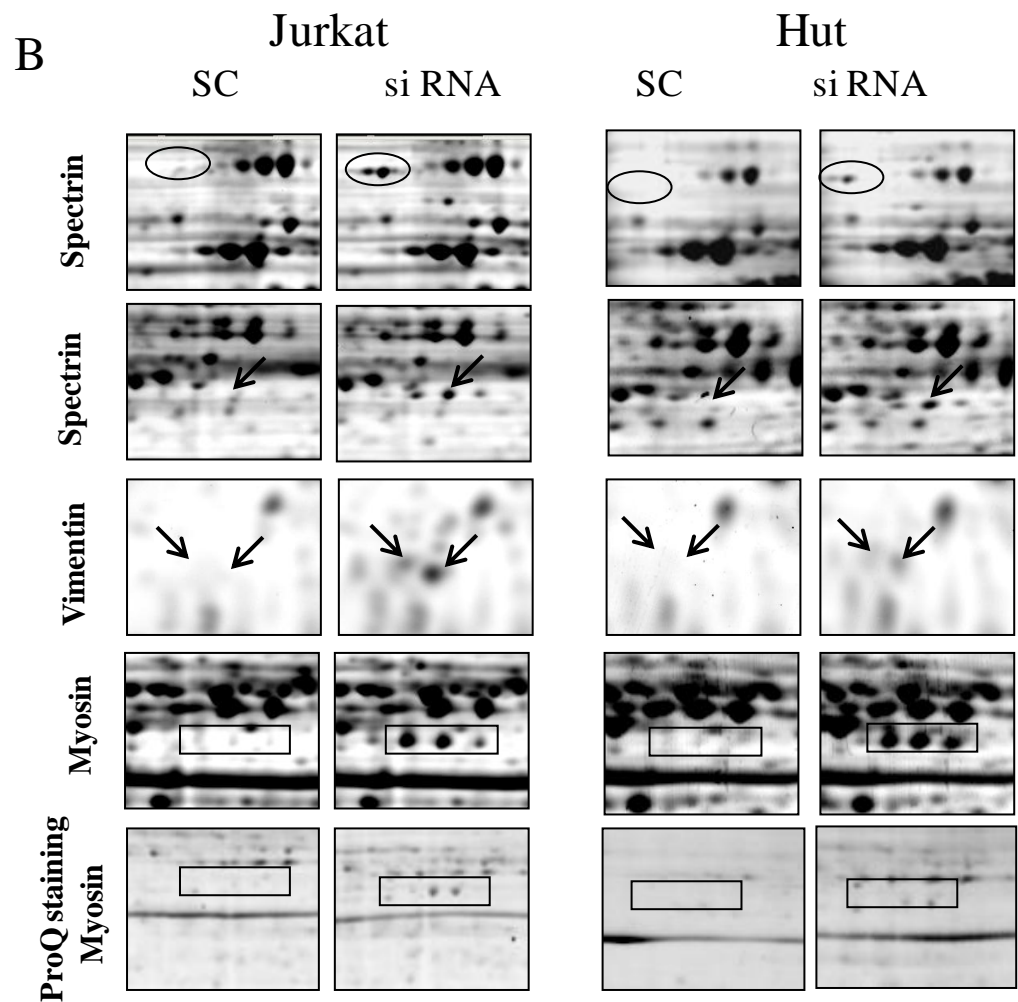 B
Jurkat
Hut
SC
si RNA
SC
si RNA
Spectrin
Spectrin
Vimentin
Myosin
ProQ staining
Myosin